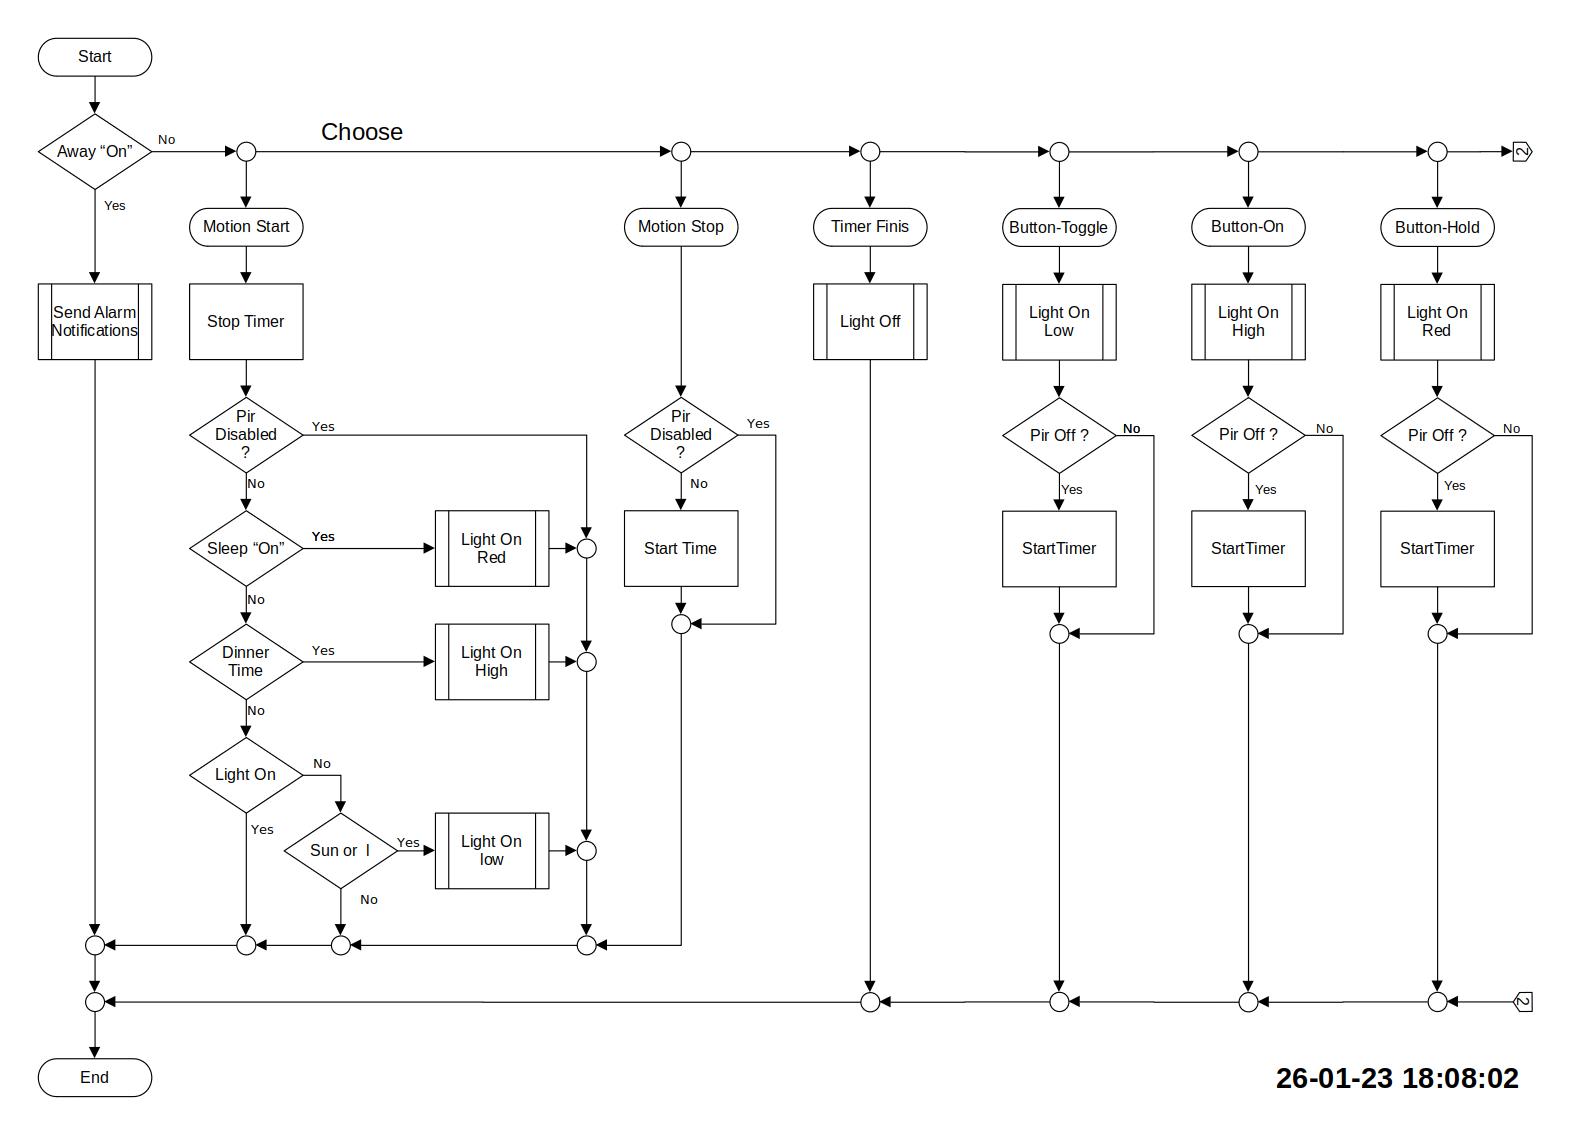 Start
Choose
Away “On”
No
2
Yes
Motion Start
Motion Stop
Timer Finis
Button-Toggle
Button-On
Button-Hold
Send Alarm
Notifications
Stop Timer
Light Off
Light On
Low
Light On
High
Light On
Red
Pir
Disabled
?
Yes
No
Pir
Disabled
?
Yes
No
Pir Off ?
No
Yes
Pir Off ?
No
Yes
Pir Off ?
No
Yes
Sleep “On”
Yes
No
Light On
Red
Start Time
StartTimer
StartTimer
StartTimer
Dinner
Time
Yes
No
Light On
High
Light On
No
Yes
Sun or I
Yes
No
Light On
low
2
End
26-01-23 18:08:02